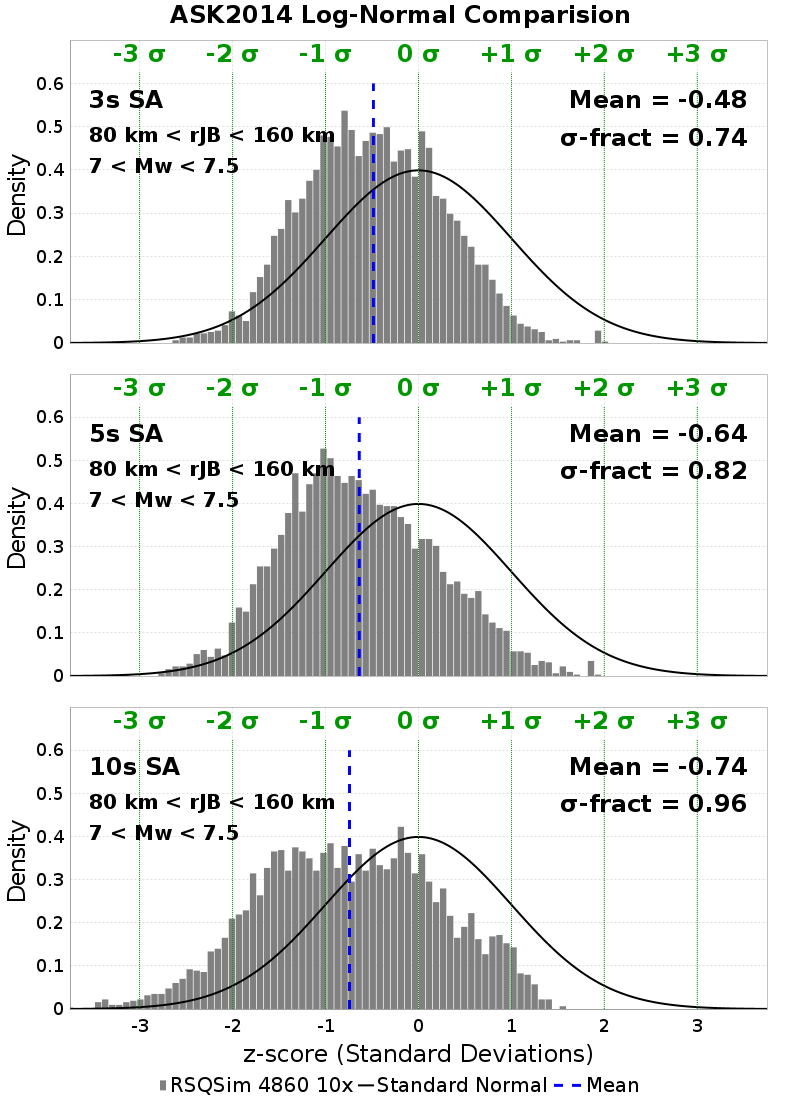 ASK2014 Log-Normal Comparision
-3 σ -2 σ -1 σ 0 σ +1 σ +2 σ +3 σ
0.6
3s SA Mean = -0.48
0.5
80 km < rJB < 160 km σ-fract = 0.74
7 < Mw < 7.5
0.4
0.3
0.2
0.1
0
Density
-3 σ -2 σ -1 σ 0 σ +1 σ +2 σ +3 σ
0.6
5s SA Mean = -0.64
0.5
80 km < rJB < 160 km σ-fract = 0.82
7 < Mw < 7.5
0.4
0.3
0.2
0.1
0
Density
-3 σ -2 σ -1 σ 0 σ +1 σ +2 σ +3 σ
0.6
10s SA Mean = -0.74
0.5
80 km < rJB < 160 km σ-fract = 0.96
7 < Mw < 7.5
0.4
0.3
0.2
0.1
0
Density
-3 -2 -1 0 1 2 3
z-score (Standard Deviations)
RSQSim 4860 10x Standard Normal Mean